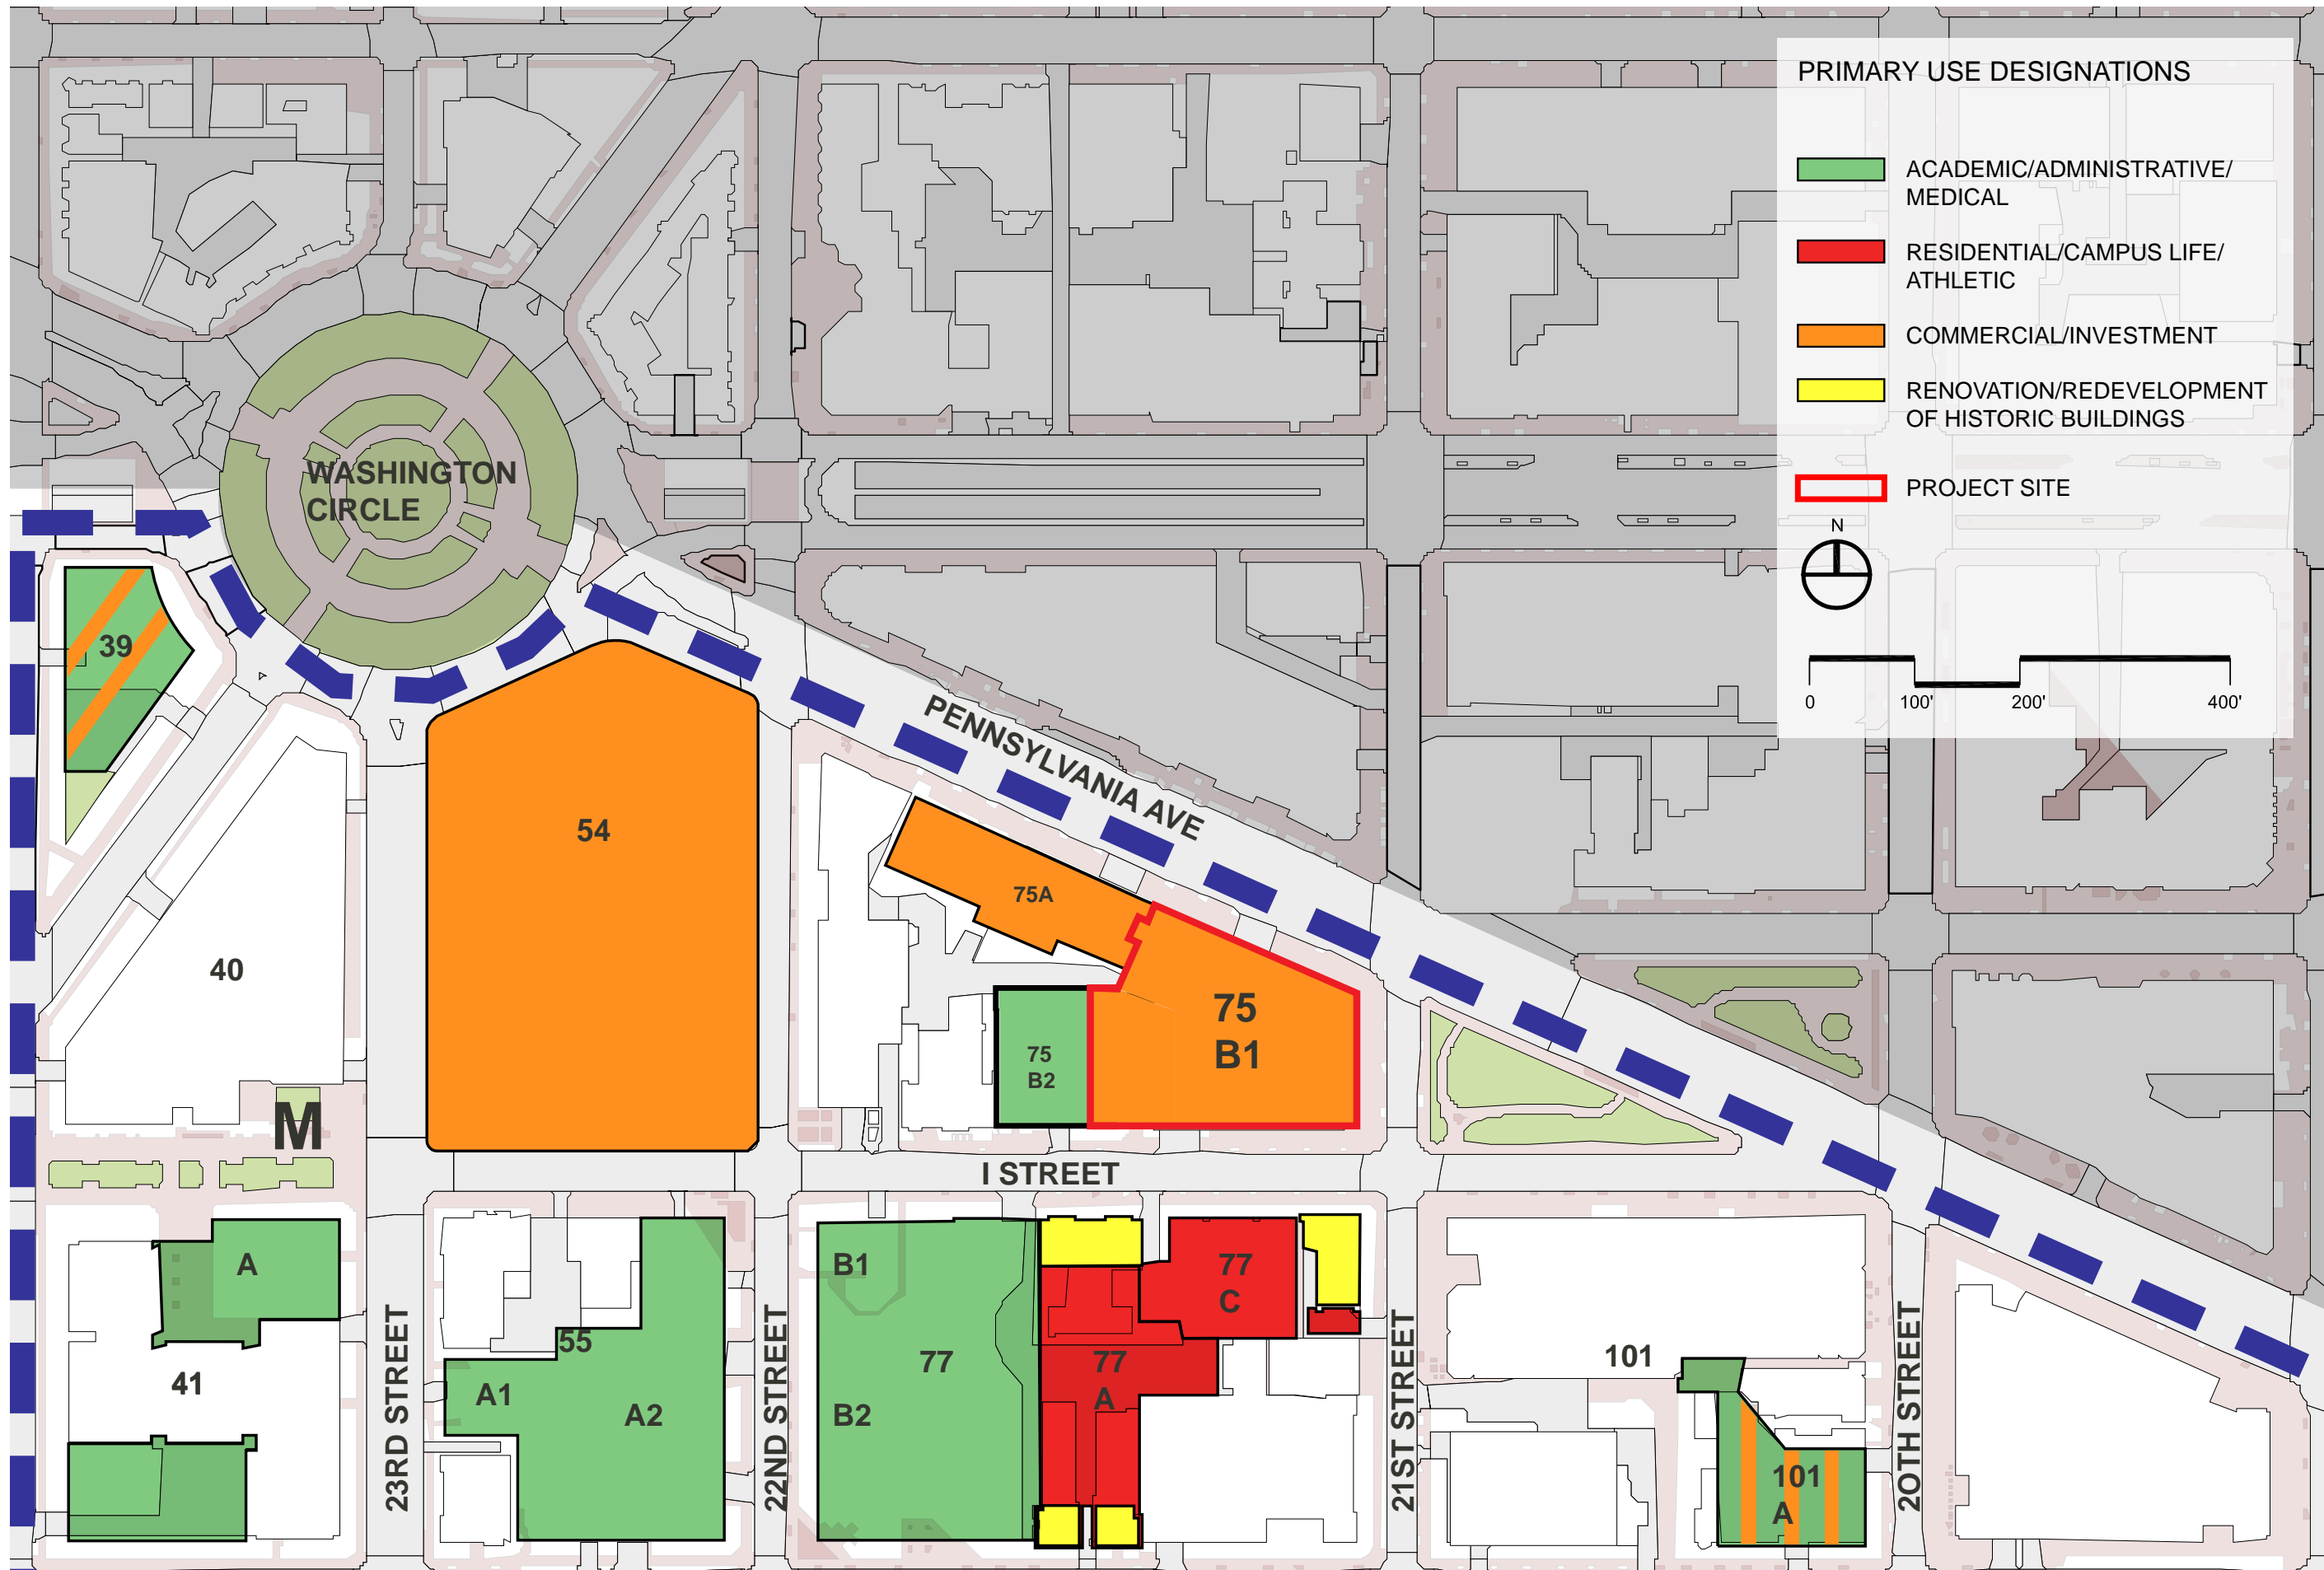 PRIMARY USE DESIGNATIONS
ACADEMIC/ADMINISTRATIVE/
MEDICAL
RESIDENTIAL/CAMPUS LIFE/
ATHLETIC
COMMERCIAL/INVESTMENT
RENOVATION/REDEVELOPMENT
OF HISTORIC BUILDINGS
PROJECT SITE
N
0 100' 200' 400'
WASHINGTON
CIRCLE
39
PENNSYLVANIA AVE
54
75A
40
75
B1
75
B2
M
I STREET
A
B1
77
C
55
77
77
A
101
41
A1
A2
B2
101
A
23RD STREET
22ND STREET
21ST STREET
20TH STREET